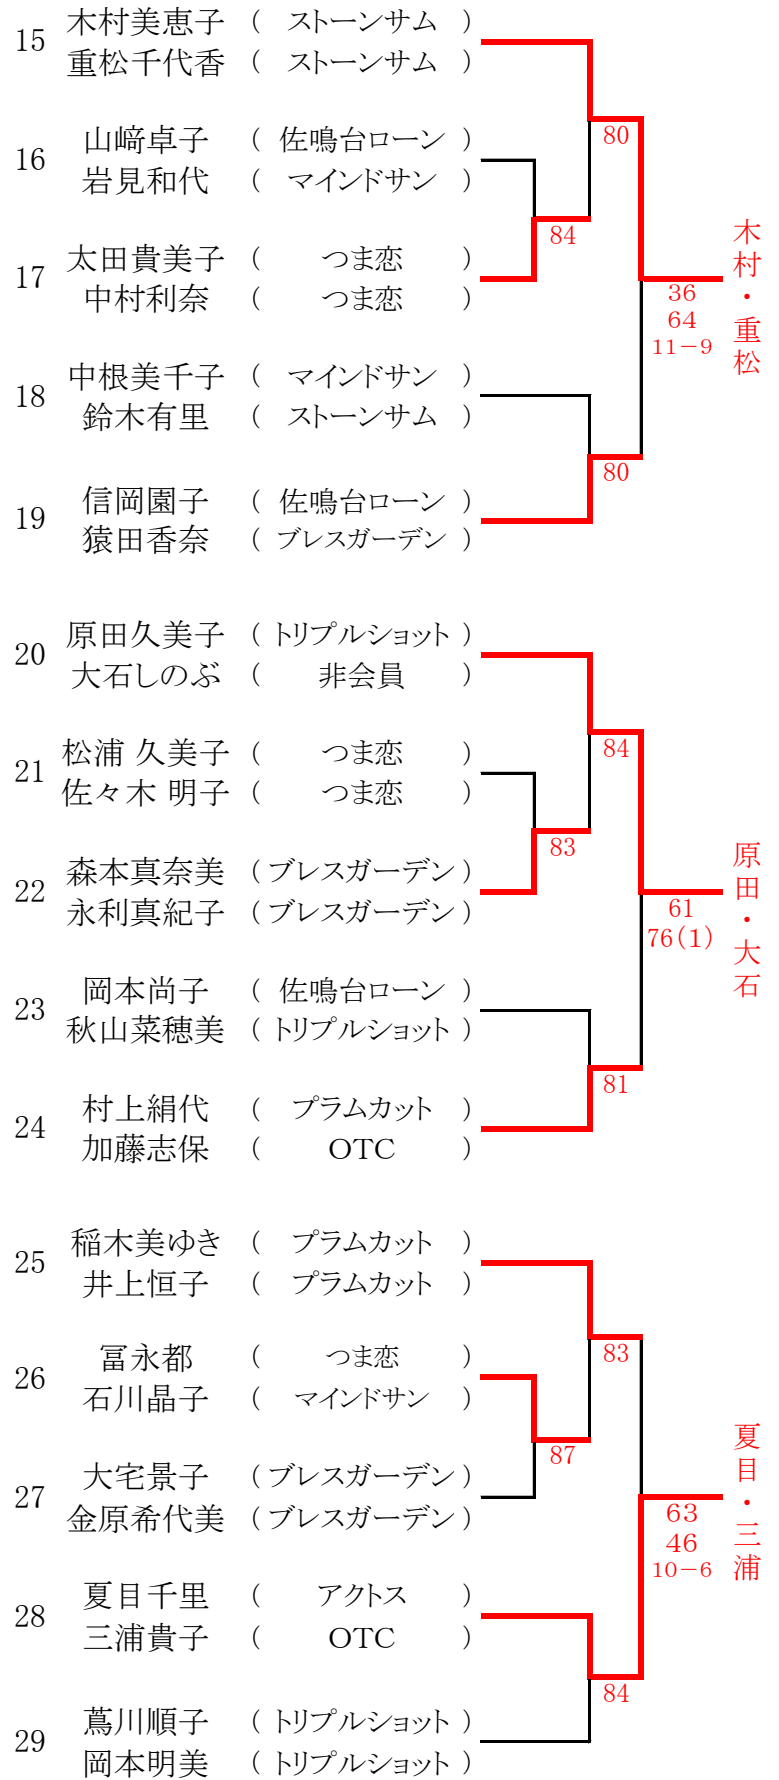 15 木村美恵子 ( ストーンサム )
重松千代香 ( ストーンサム )
80
16 山﨑卓子 ( 佐鳴台ローン )
岩見和代 ( マインドサン )
84
17 太田貴美子 ( つま恋 )
中村利奈 ( つま恋 )
木村・重松
36
64
11-9
18 中根美千子 ( マインドサン )
鈴木有里 ( ストーンサム )
80
19 信岡園子 ( 佐鳴台ローン )
猿田香奈 ( ブレスガーデン )
20 原田久美子 ( トリプルショット )
大石しのぶ ( 非会員 )
84
21 松浦 久美子 ( つま恋 )
佐々木 明子 ( つま恋 )
83
22 森本真奈美 ( ブレスガーデン )
永利真紀子 ( ブレスガーデン )
原田・大石
61
76(1)
23 岡本尚子 ( 佐鳴台ローン )
秋山菜穂美 ( トリプルショット )
81
24 村上絹代 ( プラムカット )
加藤志保 ( OTC )
25 稲木美ゆき ( プラムカット )
井上恒子 ( プラムカット )
83
26 冨永都 ( つま恋 )
石川晶子 ( マインドサン )
87
27 大宅景子 ( ブレスガーデン )
金原希代美 ( ブレスガーデン )
夏目・三浦
63
46
10-6
28 夏目千里 ( アクトス )
三浦貴子 ( OTC )
84
29 蔦川順子 ( トリプルショット )
岡本明美 ( トリプルショット )